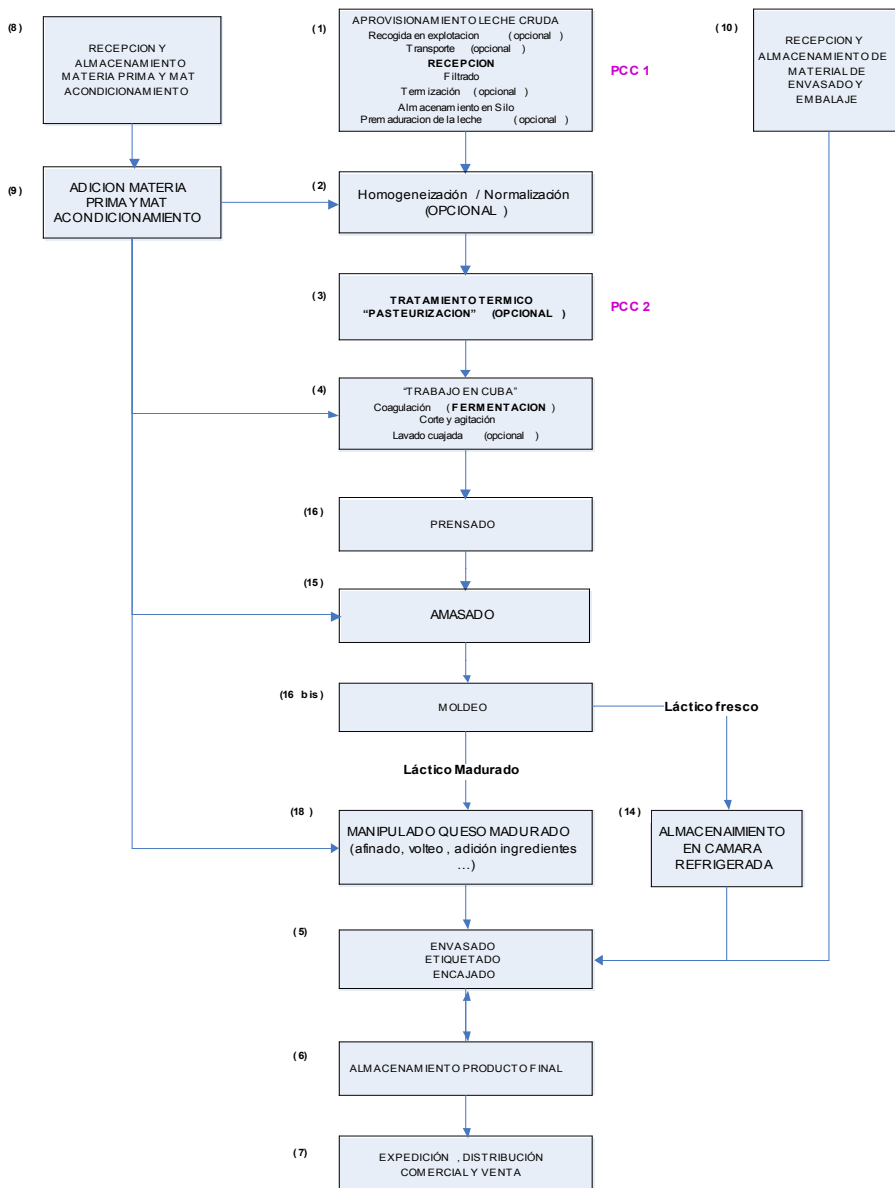 (8)
RECEPCION Y
ALMACENAMIENTO
MATERIA PRIMA Y MAT
ACONDICIONAMIENTO
(1)
APROVISIONAMIENTO LECHE CRUDA
Recogida en explotacion (opcional)
Transporte (opcional)
RECEPCION
Filtrado
Termización (opcional)
Almacenamiento en Silo
Premaduracion de la leche (opcional)
PCC 1
(10)
RECEPCION Y
ALMACENAMIENTO DE
MATERIAL DE
ENVASADO Y
EMBALAJE
(9)
ADICION MATERIA
PRIMA Y MAT
ACONDICIONAMIENTO
(2)
Homogeneización / Normalización
(OPCIONAL)
(3)
TRATAMIENTO TERMICO
“PASTEURIZACION” (OPCIONAL)
PCC 2
(4)
“TRABAJO EN CUBA”
Coagulación (FERMENTACION)
Corte y agitación
Lavado cuajada (opcional)
(16)
PRENSADO
(15)
AMASADO
(16 bis)
MOLDEO
Láctico fresco
Láctico Madurado
(18)
MANIPULADO QUESO MADURADO
(afinado, volteo, adición ingredientes
...)
(14)
ALMACENAIMIENTO
EN CAMARA
REFRIGERADA
(5)
ENVASADO
ETIQUETADO
ENCAJADO
(6)
ALMACENAMIENTO PRODUCTO FINAL
(7)
EXPEDICIÓN, DISTRIBUCIÓN
COMERCIAL Y VENTA